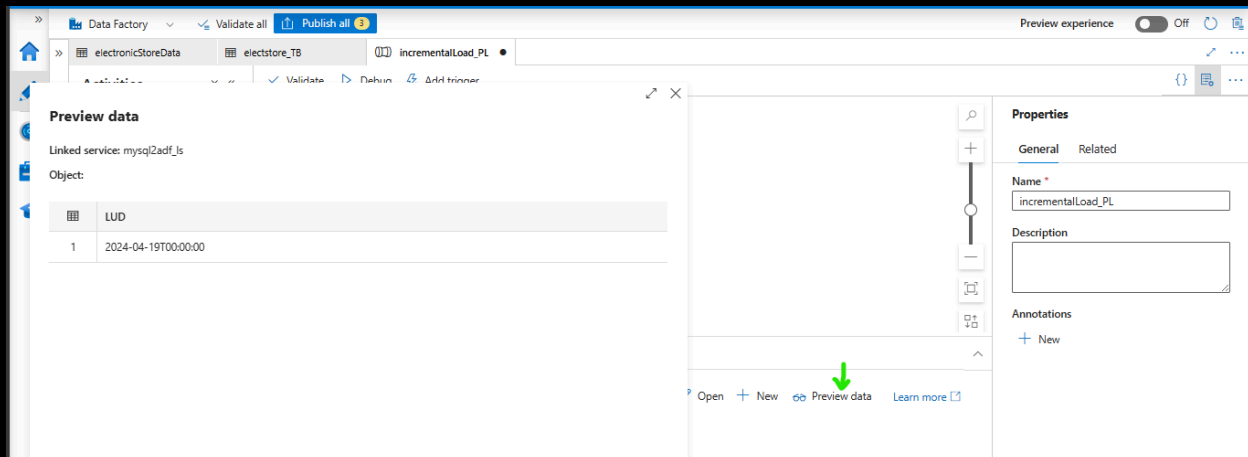 Data Factory
Validate all
Publish all 3
Preview experience
Off
electronicStoreData
electstore_TB
incrementalLoad_PL
Validate
Debug
Add trigger
Preview data
Linked service: mysql2adf_ls
Object:
LUD
1 2024-04-19T00:00:00
Open
New
Preview data
Learn more
Properties
General Related
Name *
incrementalLoad_PL
Description
Annotations
New